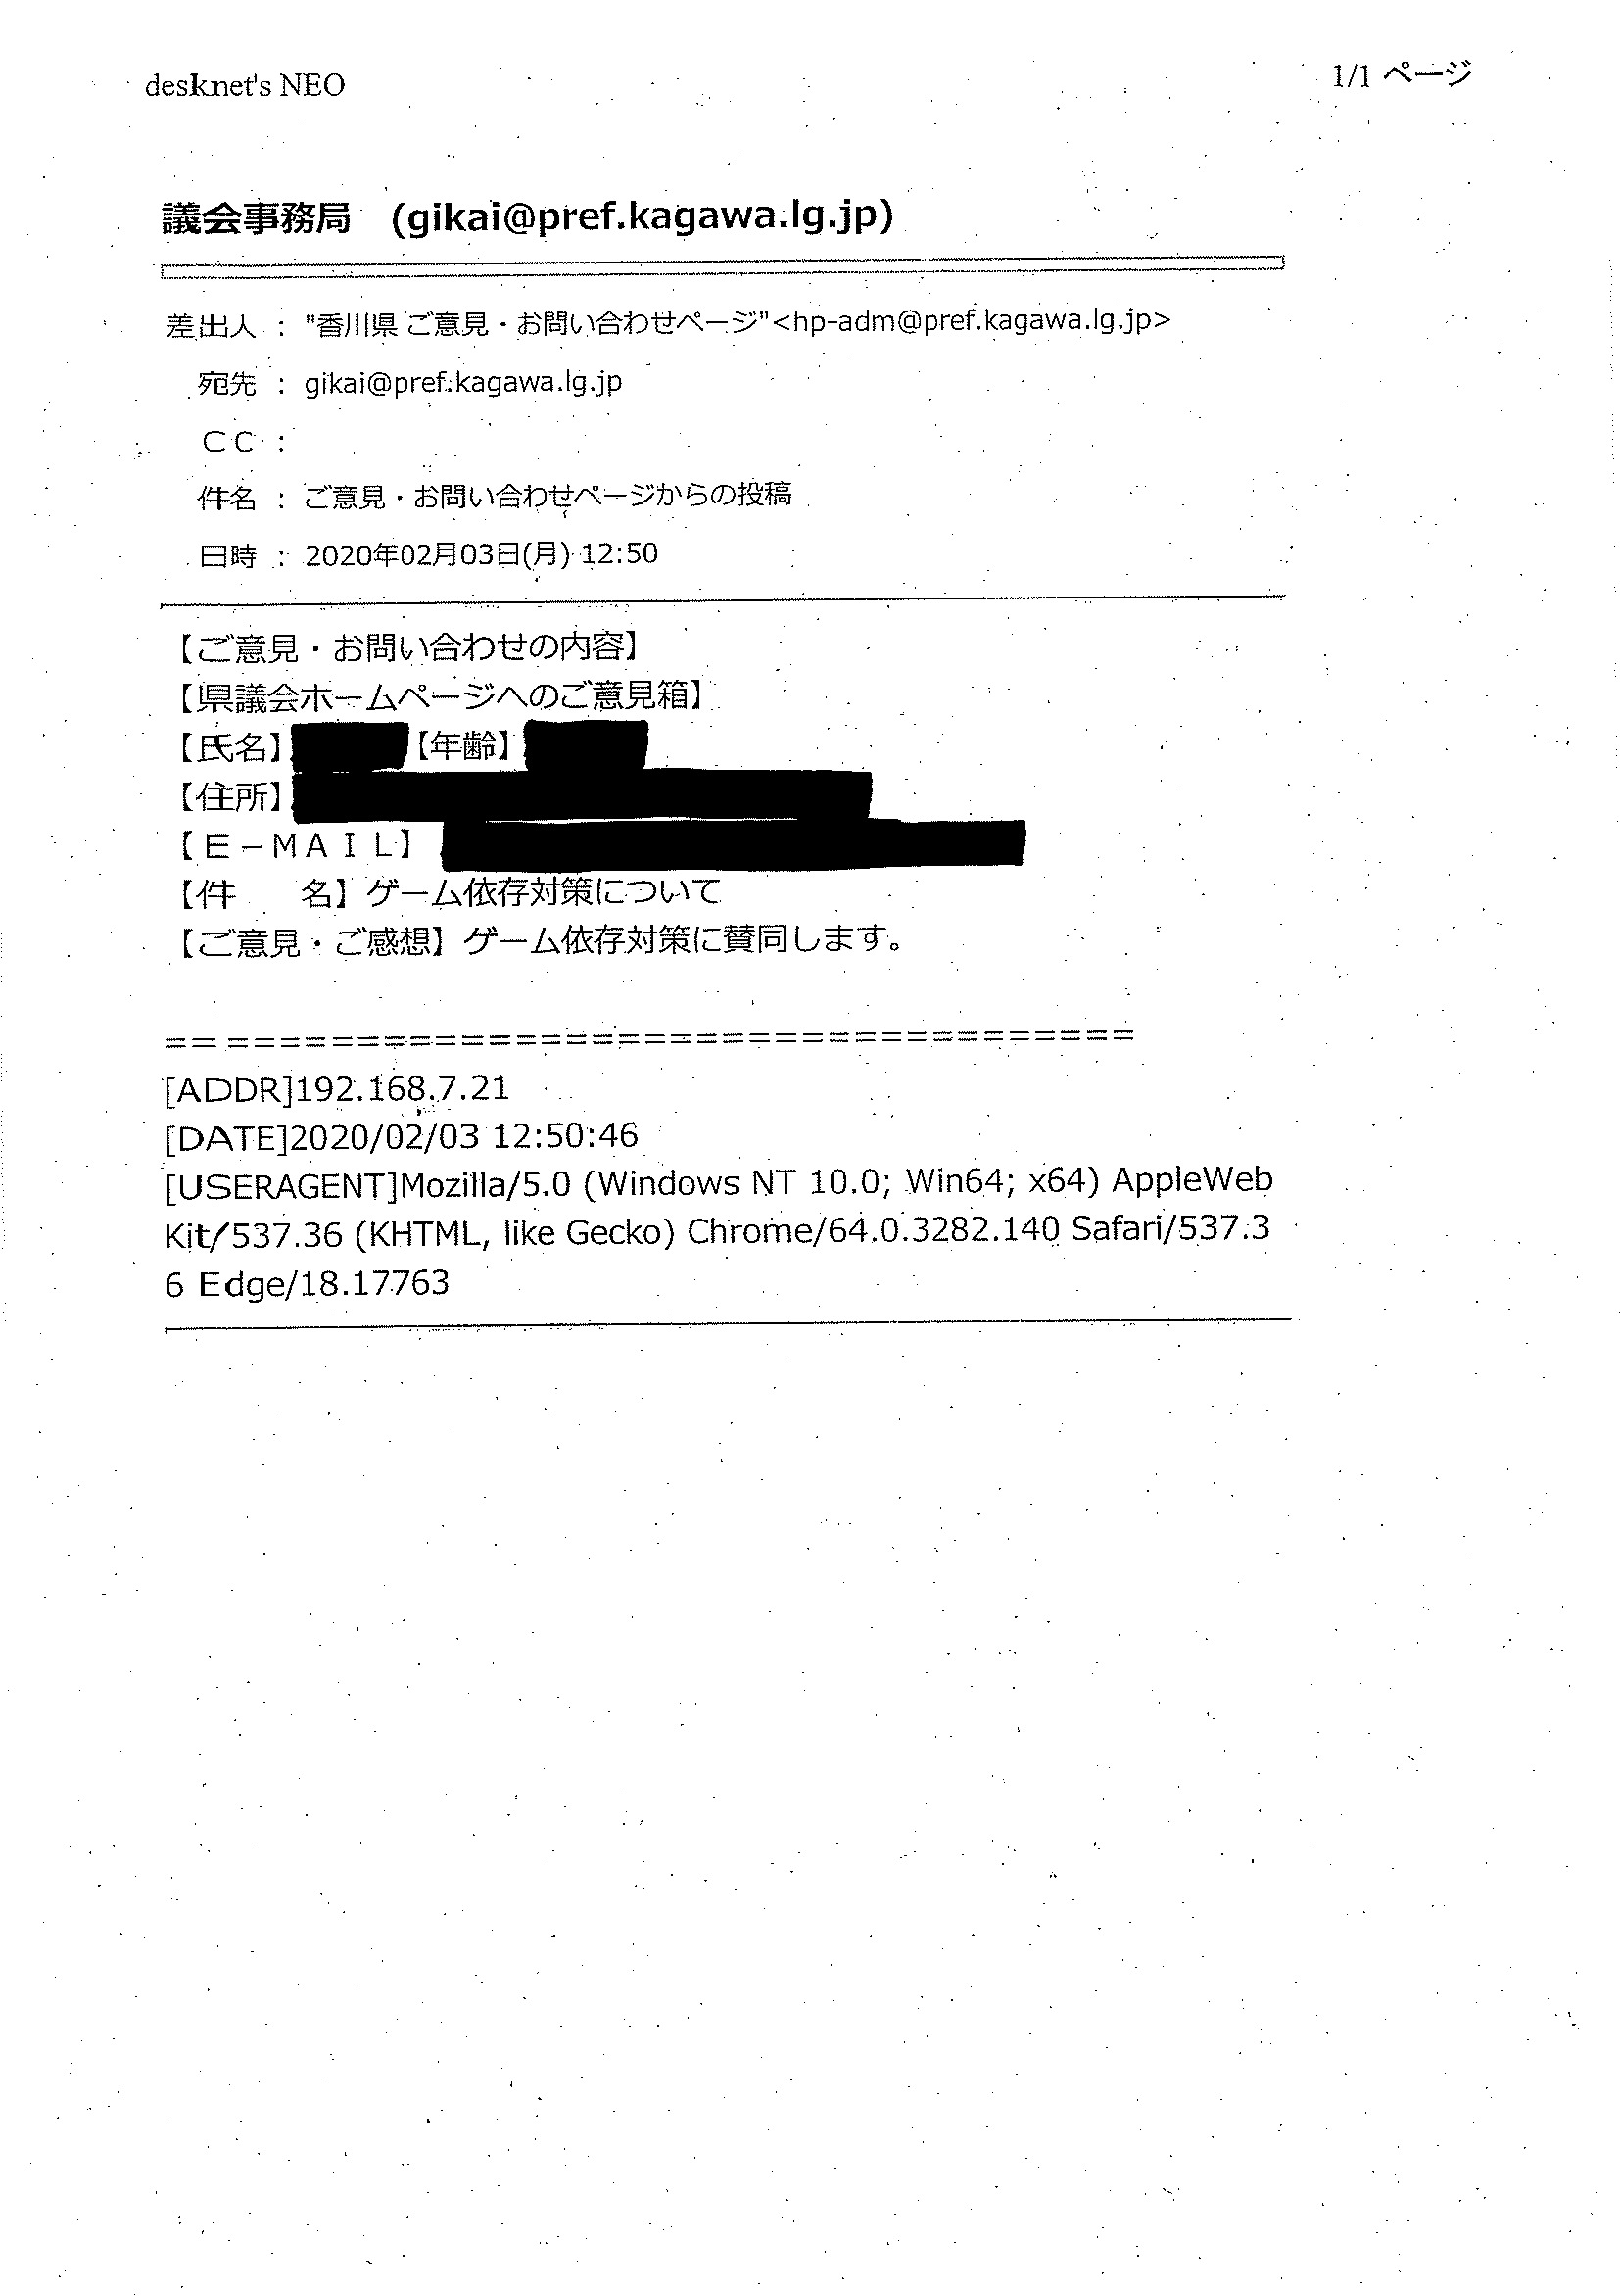 desknet's NEO
1/1 ページ
議会事務局 (gikai@pref.kagawa.lg.jp)
差出人 : "香川県 ご意見・お問い合わせページ"<hp-adm@pref.kagawa.lg.jp>
宛先 : gikai@pref.kagawa.lg.jp
ＣＣ :
件名 : ご意見・お問い合わせページからの投稿
日時 : 2020年02月03日(月) 12:50
【ご意見・お問い合わせの内容】
【県議会ホームページへのご意見箱】
【氏名】 【年齢】
【住所】
【Ｅ－ＭＡＩＬ】
【件　　名】ゲーム依存対策について
【ご意見・ご感想】ゲーム依存対策に賛同します。
======================================
[ADDR]192.168.7.21
[DATE]2020/02/03 12:50:46
[USERAGENT]Mozilla/5.0 (Windows NT 10.0; Win64; x64) AppleWeb
Kit/537.36 (KHTML, like Gecko) Chrome/64.0.3282.140 Safari/537.3
6 Edge/18.17763